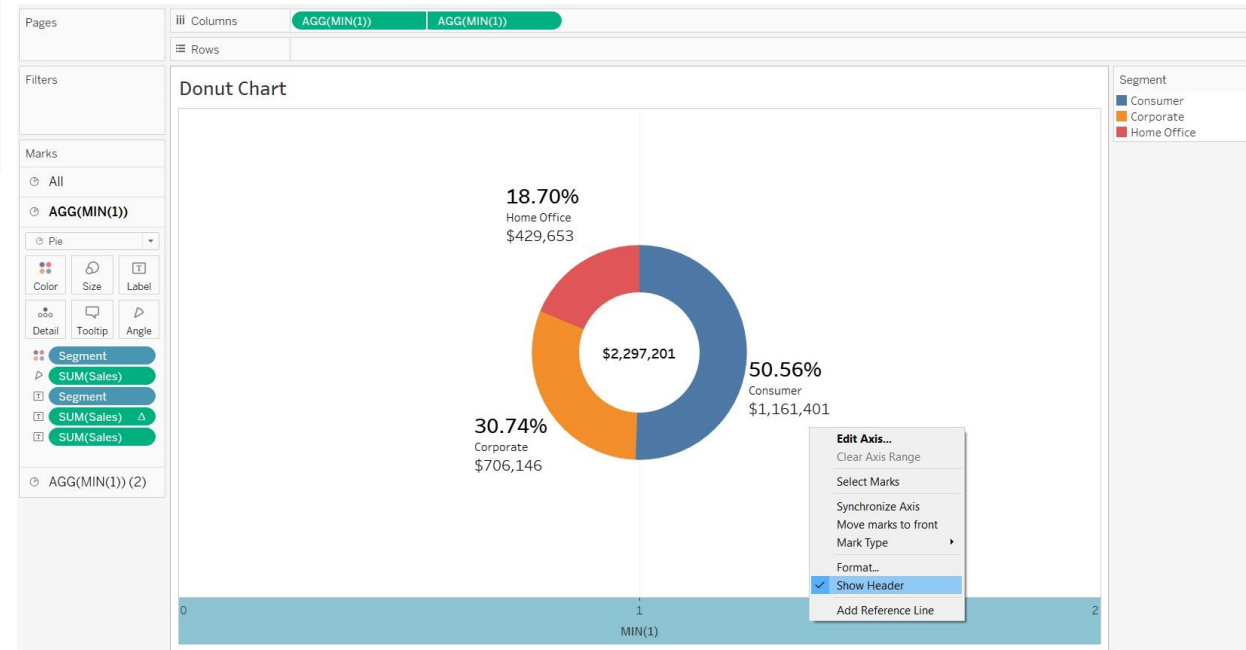 Pages
Columns
AGG(MIN(1)) AGG(MIN(1))
Rows
Filters
Marks
All
AGG(MIN(1))
Pie
Color Size Label
Detail Tooltip Angle
Segment
SUM(Sales)
Segment
SUM(Sales) Δ
SUM(Sales)
AGG(MIN(1)) (2)
Donut Chart
18.70%
Home Office
$429,653
$2,297,201
50.56%
Consumer
$1,161,401
30.74%
Corporate
$706,146
Edit Axis...
Clear Axis Range
Select Marks
Synchronize Axis
Move marks to front
Mark Type
Format...
Show Header
Add Reference Line
0 1 2
MIN(1)
Segment
Consumer
Corporate
Home Office